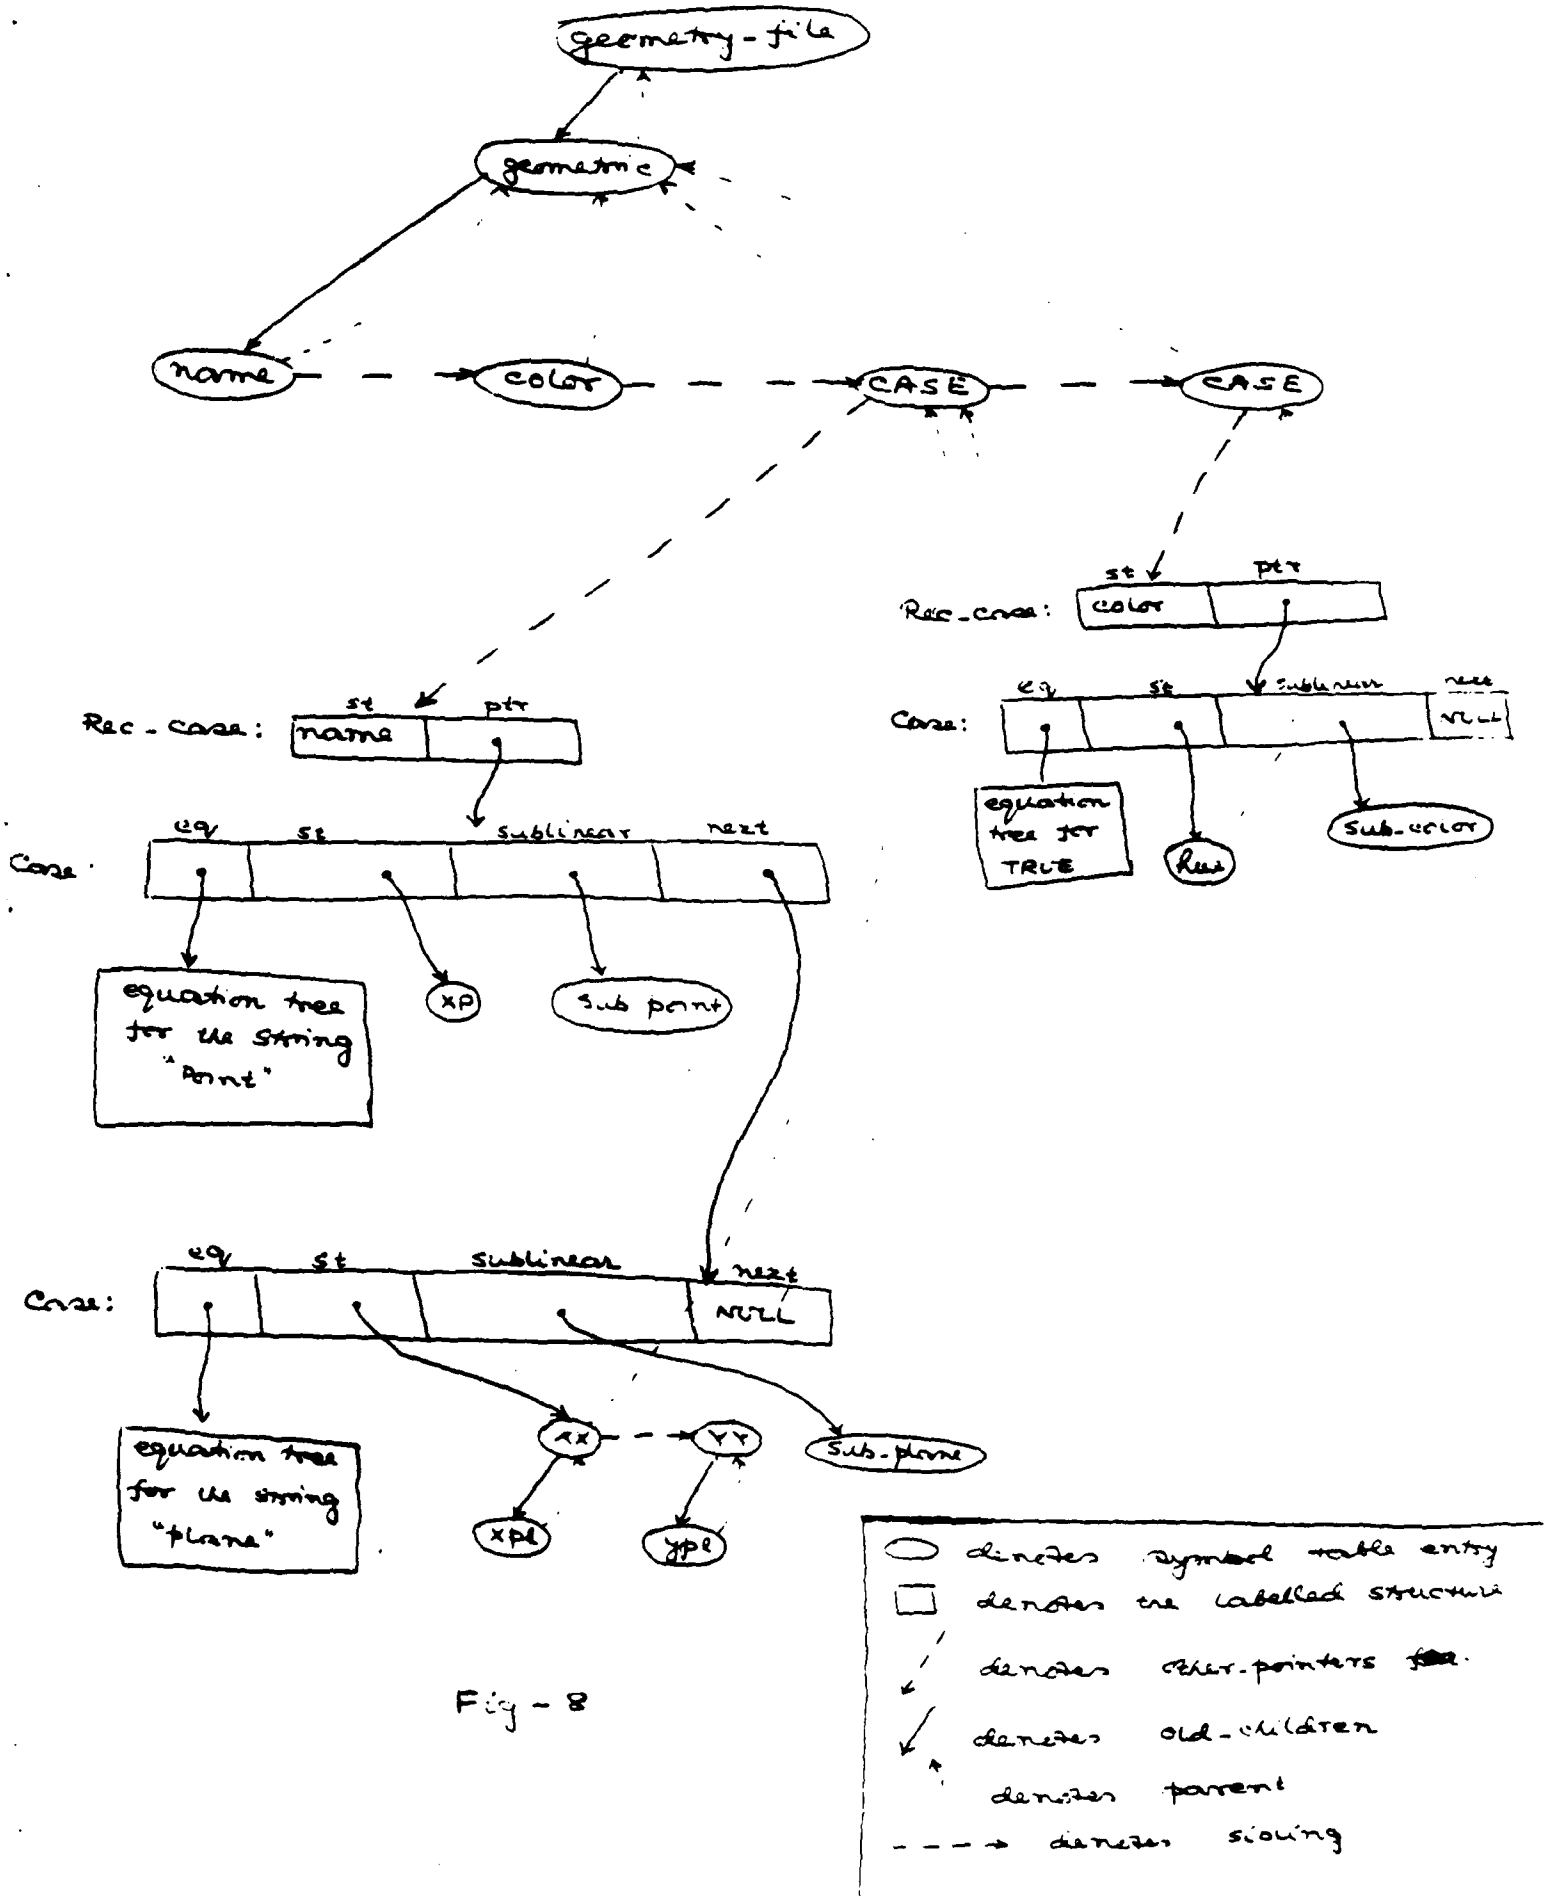 geometry-file
geometric
name
color
CASE
CASE
st ptr
Rec-case: color
eq st sublinear next
Case: NULL
equation
tree for
TRUE
Hue
sub-color
st ptr
Rec-case: name
eq st sublinear next
Case
equation tree
for the string
"Point"
xp
Sub point
eq st sublinear next
Case: NULL
equation tree
for the string
"plane"
XX
YY
sub-plane
xpl
ypl
denotes symbol table entry
denotes the labelled structure
denotes other-pointers
denotes old-children
denotes parent
denotes sibling
Fig - 8